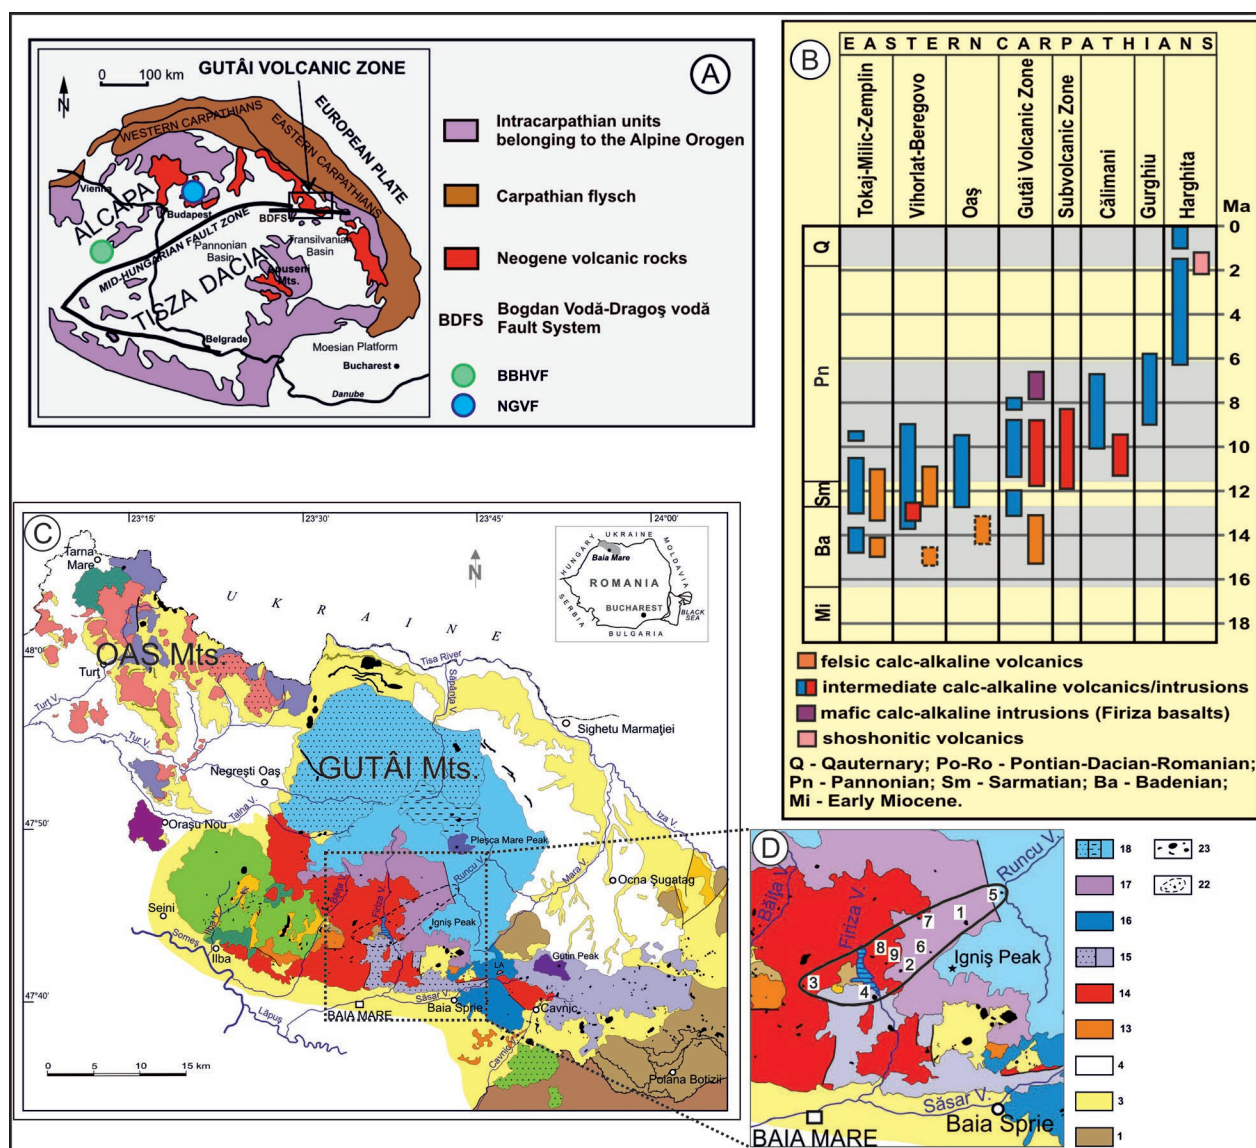 A
0 100 km
GUTÂI VOLCANIC ZONE
N
WESTERN CARPATHIANS
EASTERN CARPATHIANS
EUROPEAN PLATE
Vienna
ALCAPA
Budapest
BDFS
MID-HUNGARIAN FAULT ZONE
Pannonian
Basin
Transilvanian
Basin
TISZA DACIA
Apuseni
Mts.
Belgrade
Moesian Platform
Bucharest
Danube
Intracarpathian units
belonging to the Alpine Orogen
Carpathian flysch
Neogene volcanic rocks
BDFS
Bogdan Vodă-Dragoş vodă
Fault System
BBHVF
NGVF
B
EASTERN CARPATHIANS
Tokaj-Milic-Zemplin
Vihorlat-Beregovo
Oaş
Gutâi Volcanic Zone
Subvolcanic Zone
Călimani
Gurghiu
Harghita
Ma
0
2
4
6
8
10
12
14
16
18
Q
Pn
Sm
Ba
Mi
felsic calc-alkaline volcanics
intermediate calc-alkaline volcanics/intrusions
mafic calc-alkaline intrusions (Firiza basalts)
shoshonitic volcanics
Q - Qauternary; Po-Ro - Pontian-Dacian-Romanian;
Pn - Pannonian; Sm - Sarmatian; Ba - Badenian;
Mi - Early Miocene.
C
23°15'
23°30'
23°45'
24°00'
Tarna
Mare
N
HUNGARY
UKRAINE
MOLDAVIA
Baia Mare
ROMANIA
SERBIA
BUCHAREST
BLACK
SEA
BULGARIA
UKRAINE
OAS Mts.
Turţ
Turţ V.
Tur V.
Tisa River
Săpânţa V.
Sighetu Marmaţiei
GUTÂI Mts.
Negreşti Oaş
47°50'
Oraşu Nou
Talna V.
Pleşca Mare Peak
Iza V.
Mara V.
Runcu V.
Ocna Şugatag
Băiţa V.
Firiza V.
Seini
Ilba V.
Igniş Peak
Someş
Ilba
Gutin Peak
LA
47°40'
Săsar V.
BAIA MARE
Baia Sprie
Cavnic
Lăpuş
Cavnic V.
Poiana Botizii
0 5 10 15 km
D
Băiţa V.
Firiza V.
Runcu V.
5
1
7
8
6
9
2
3
4
Igniş Peak
Săsar V.
BAIA MARE
Baia Sprie
18
17
16
15
14
13
4
3
1
23
22